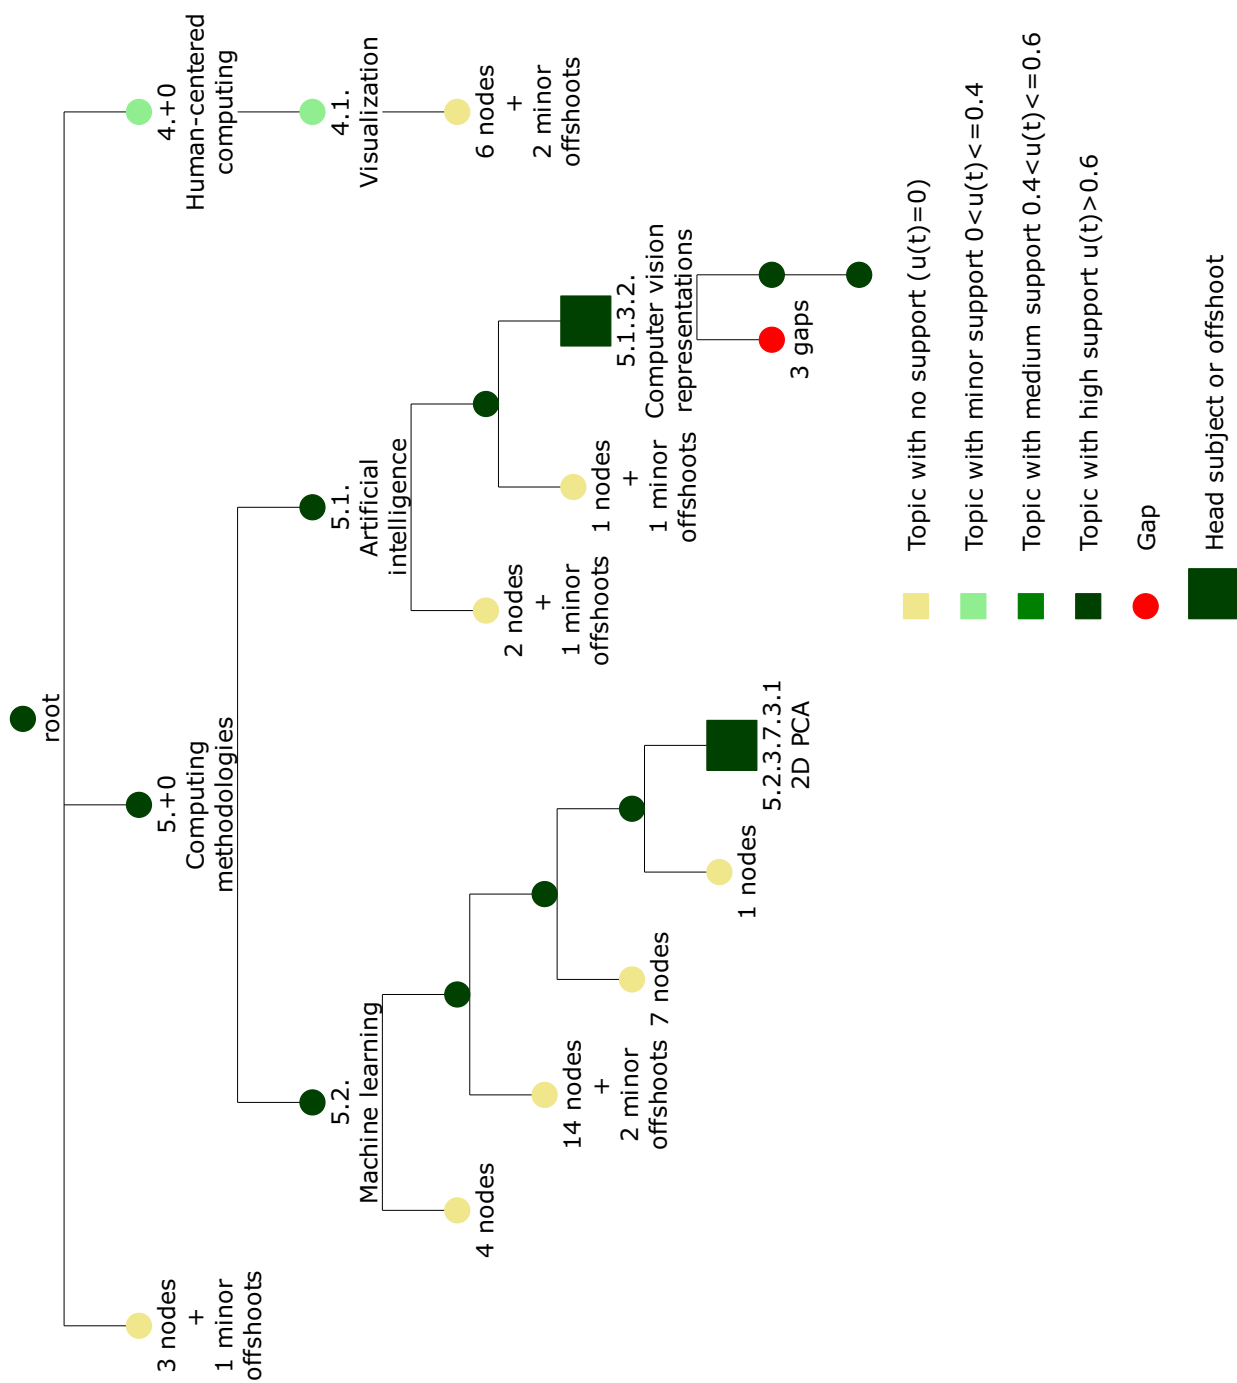 root
3 nodes
+
1 minor
offshoots
5.+0
Computing
methodologies
4.+0
Human-centered
computing
5.2.
Machine learning
5.1.
Artificial
intelligence
4.1.
Visualization
4 nodes
2 nodes
+
1 minor
offshoots
6 nodes
+
2 minor
offshoots
14 nodes
+
2 minor
offshoots
1 nodes
+
1 minor
offshoots
5.1.3.2.
Computer vision
representations
7 nodes
3 gaps
1 nodes
5.2.3.7.3.1
2D PCA
Topic with no support (u(t)=0)
Topic with minor support 0<u(t)<=0.4
Topic with medium support 0.4<u(t)<=0.6
Topic with high support u(t)>0.6
Gap
Head subject or offshoot